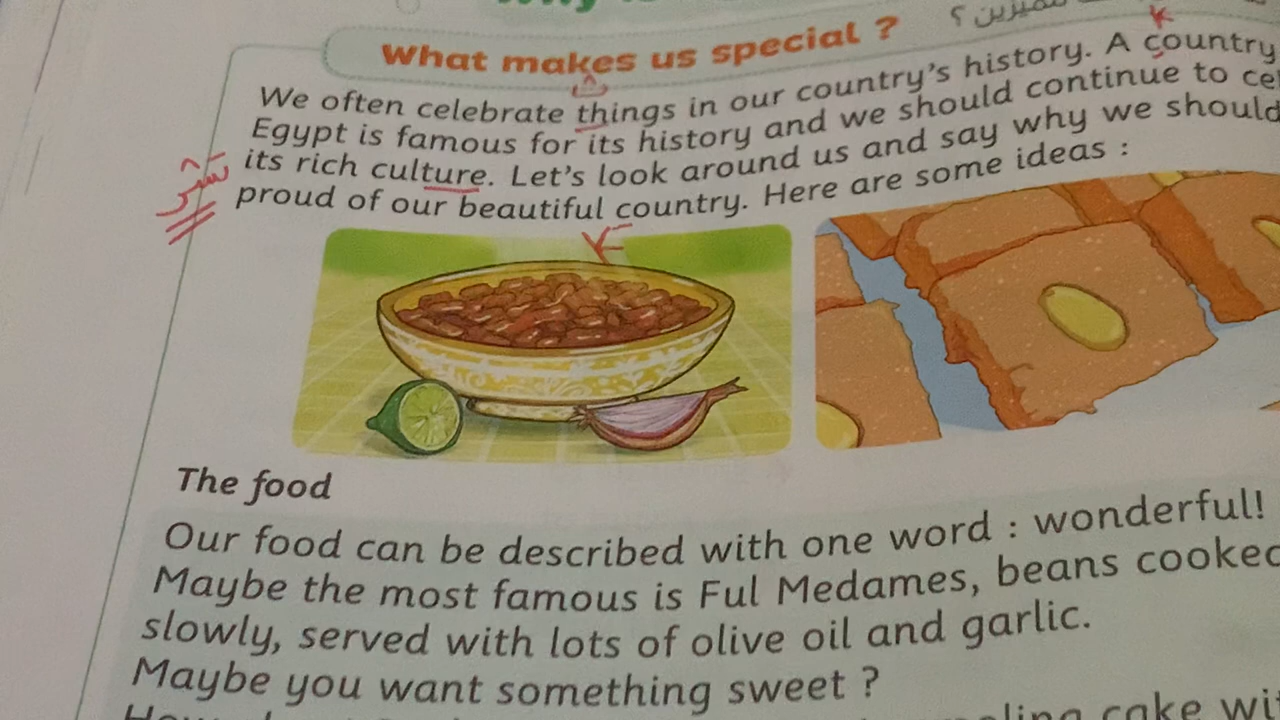 What makes us special ?
We often celebrate things in our country's history. A country
Egypt is famous for its history and we should continue to
its rich culture. Let's look around us and say why we should
proud of our beautiful country. Here are some ideas :
K
K
The food
Our food can be described with one word : wonderful!
Maybe the most famous is Ful Medames, beans cooked
slowly, served with lots of olive oil and garlic.
Maybe you want something sweet ?
cake